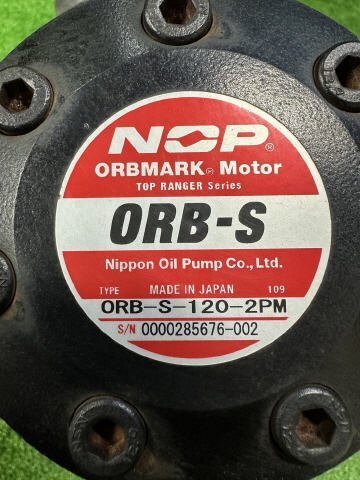 NOP®
ORBMARK® Motor
TOP RANGER Series
ORB-S
Nippon Oil Pump Co., Ltd.
TYPE MADE IN JAPAN 109
ORB-S-120-2PM
S/N 0000285676-002